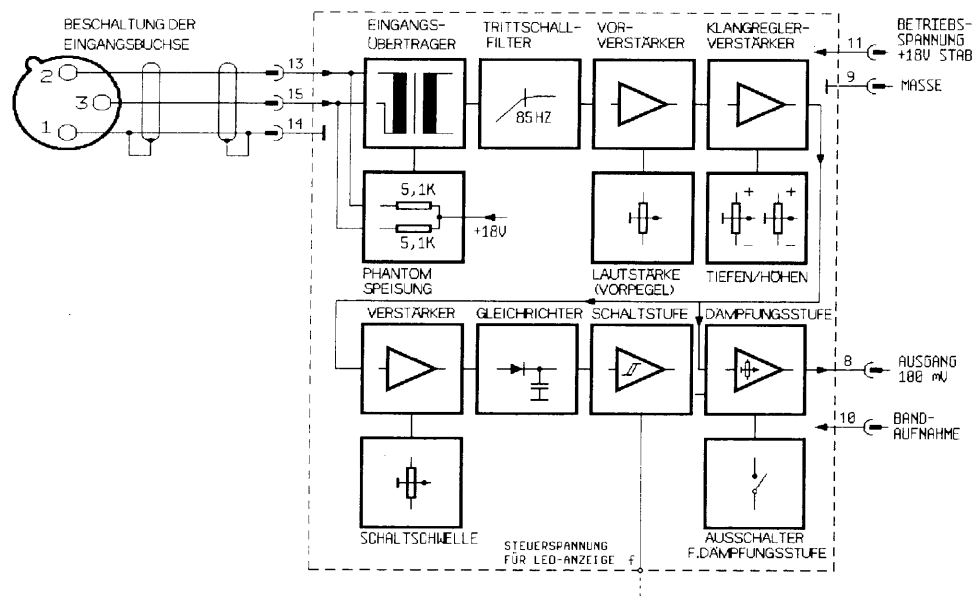 BESCHALTUNG DER
EINGANGSBUCHSE
2
3
1
13
15
14
EINGANGS-
ÜBERTRAGER
TRITTSCHALL-
FILTER
VOR-
VERSTÄRKER
KLANGREGLER-
VERSTÄRKER
85HZ
11
BETRIEBS-
SPANNUNG
+18V STAB
9
MASSE
5,1K
5,1K
+18V
+ +
– –
PHANTOM
SPEISUNG
LAUTSTÄRKE
(VORPEGEL)
TIEFEN/HÖHEN
VERSTÄRKER
GLEICHRICHTER
SCHALTSTUFE
DÄMPFUNGSSTUFE
8
AUSGANG
100 mV
10
BAND-
AUFNAHME
SCHALTSCHWELLE
STEUERSPANNUNG
FÜR LED-ANZEIGE f
AUSSCHALTER
F.DÄMPFUNGSSTUFE